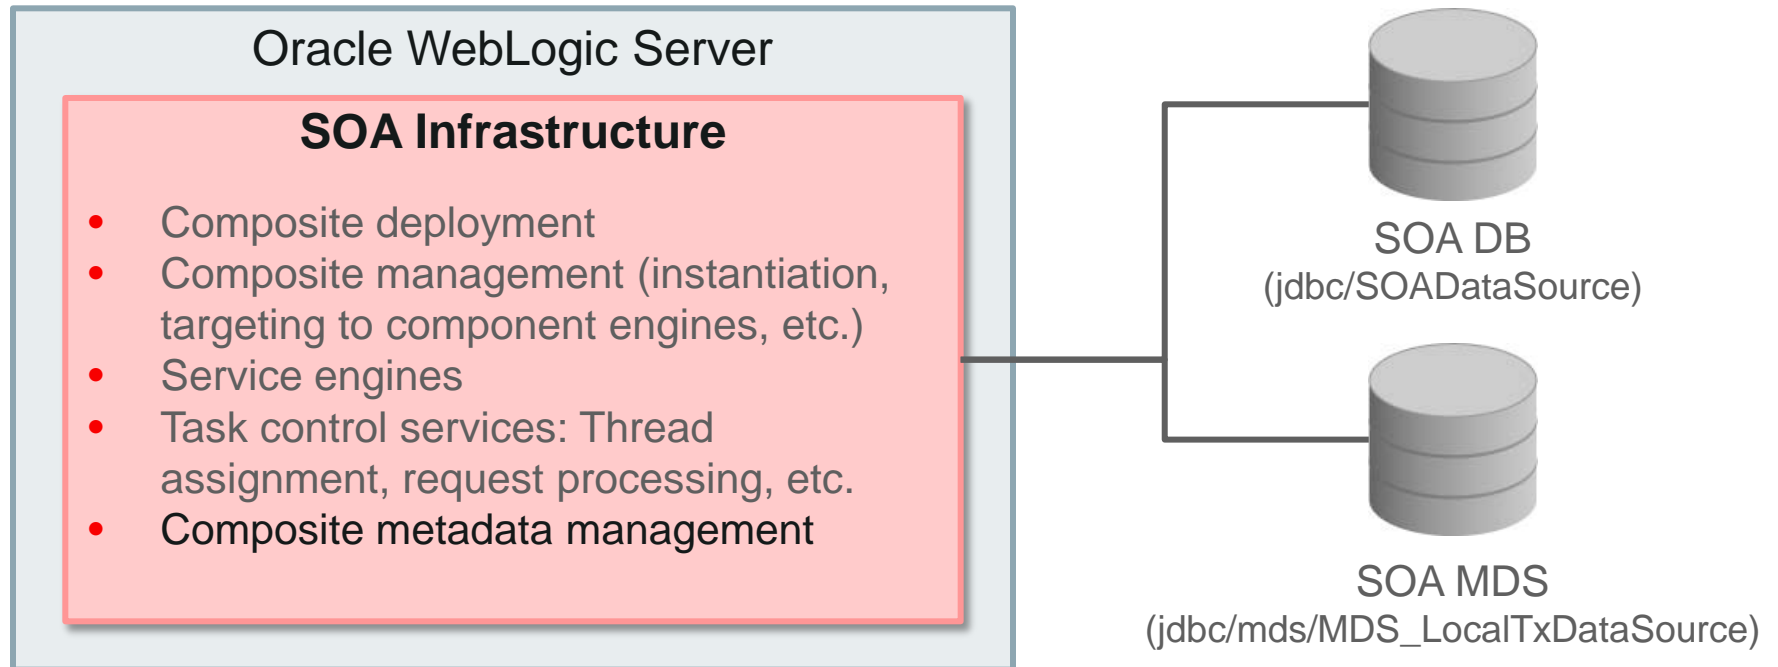 Oracle WebLogic Server
SOA Infrastructure
• Composite deployment
• Composite management (instantiation,
targeting to component engines, etc.)
• Service engines
• Task control services: Thread
assignment, request processing, etc.
• Composite metadata management
SOA DB
(jdbc/SOADataSource)
SOA MDS
(jdbc/mds/MDS_LocalTxDataSource)